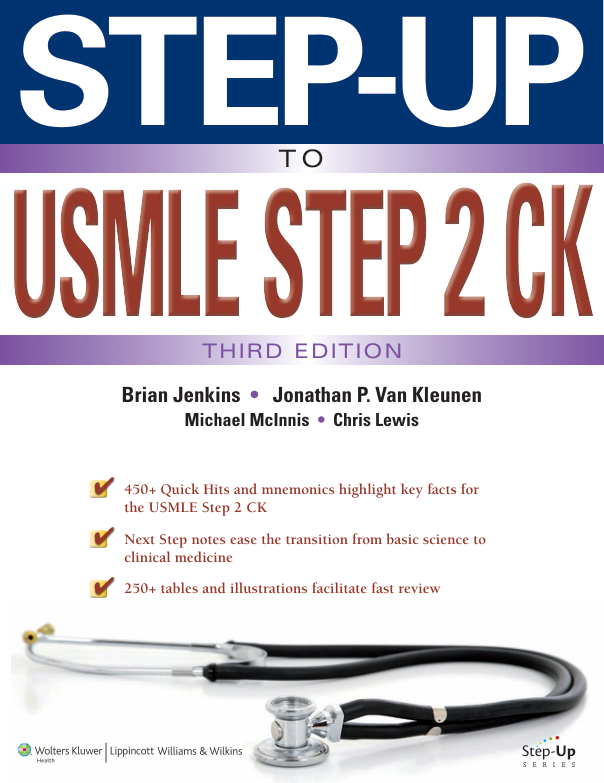 STEP-UP
TO
USMLE STEP 2 CK
THIRD EDITION
Brian Jenkins • Jonathan P. Van Kleunen
Michael McInnis • Chris Lewis
450+ Quick Hits and mnemonics highlight key facts for
the USMLE Step 2 CK
Next Step notes ease the transition from basic science to
clinical medicine
250+ tables and illustrations facilitate fast review
Wolters Kluwer | Lippincott Williams & Wilkins
Health
Step-Up
SERIES